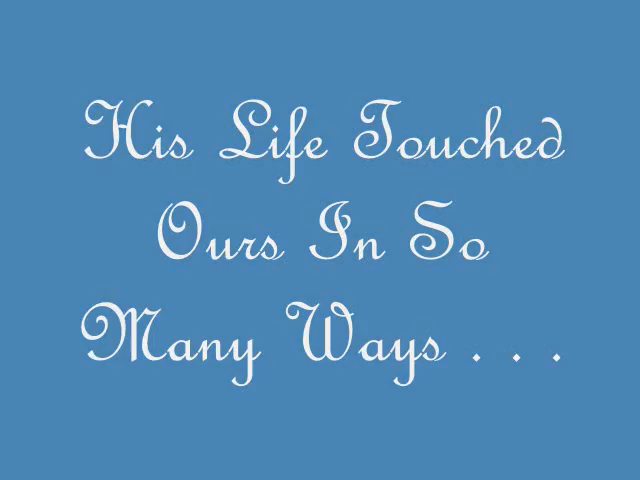 His Life Touched
Ours In So
Many Ways . . .